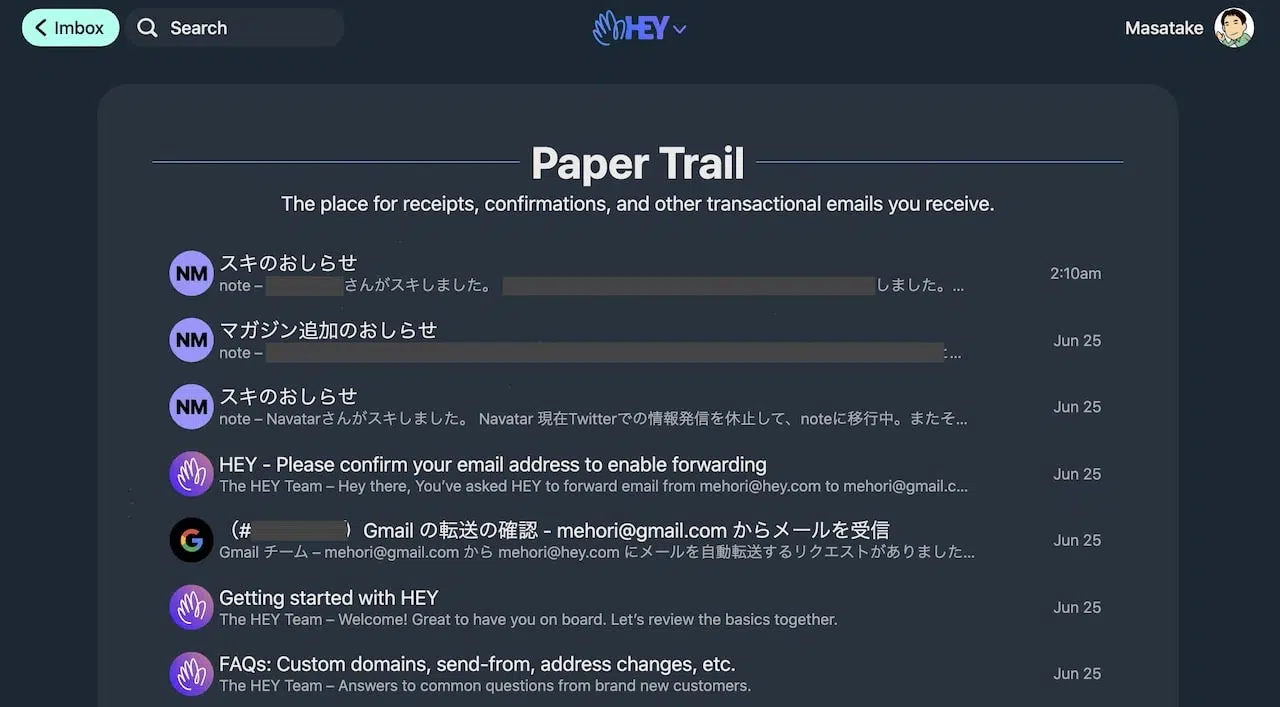 Imbox
Search
HEY
Masatake
Paper Trail
The place for receipts, confirmations, and other transactional emails you receive.
NM
スキのおしらせ
2:10am
note – さんがスキしました。 しました。...
NM
マガジン追加のおしらせ
Jun 25
note – ...
NM
スキのおしらせ
Jun 25
note – Navatarさんがスキしました。 Navatar 現在Twitterでの情報発信を休止して、noteに移行中。またそ...
HEY - Please confirm your email address to enable forwarding
Jun 25
The HEY Team – Hey there, You’ve asked HEY to forward email from mehori@hey.com to mehori@gmail.c...
G
（# ）Gmail の転送の確認 - mehori@gmail.com からメールを受信
Jun 25
Gmail チーム – mehori@gmail.com から mehori@hey.com にメールを自動転送するリクエストがありました...
Getting started with HEY
Jun 25
The HEY Team – Welcome! Great to have you on board. Let’s review the basics together.
FAQs: Custom domains, send-from, address changes, etc.
Jun 25
The HEY Team – Answers to common questions from brand new customers.